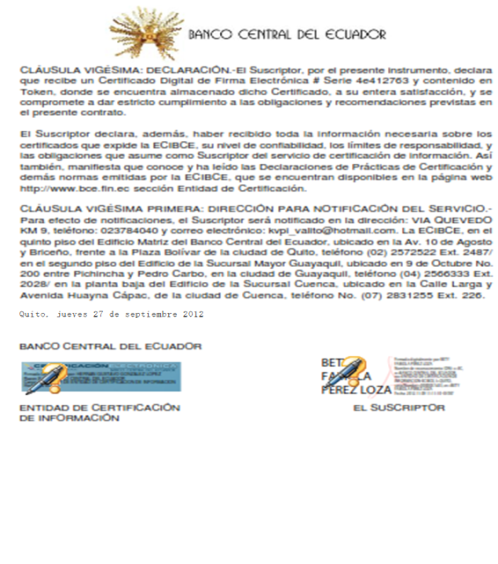 BANCO CENTRAL DEL ECUADOR
CLÁUSULA VIGÉSIMA: DECLARACIÓN.-El Suscriptor, por el presente instrumento, declara
que recibe un Certificado Digital de Firma Electrónica # Serie 4e412763 y contenido en
Token, donde se encuentra almacenado dicho Certificado, a su entera satisfacción, y se
compromete a dar estricto cumplimiento a las obligaciones y recomendaciones previstas en
el presente contrato.
El Suscriptor declara, además, haber recibido toda la información necesaria sobre los
certificados que expide la ECIBCE, su nivel de confiabilidad, los límites de responsabilidad, y
las obligaciones que asume como Suscriptor del servicio de certificación de información. Así
también, manifiesta que conoce y ha leído las Declaraciones de Prácticas de Certificación y
demás normas emitidas por la ECIBCE, que se encuentran disponibles en la página web
http://www.bce.fin.ec sección Entidad de Certificación.
CLÁUSULA VIGÉSIMA PRIMERA: DIRECCIÓN PARA NOTIFICACIÓN DEL SERVICIO.-
Para efecto de notificaciones, el Suscriptor será notificado en la dirección: VIA QUEVEDO
KM 9, teléfono: 023784040 y correo electrónico: kvpl_valito@hotmail.com. La ECIBCE, en el
quinto piso del Edificio Matriz del Banco Central del Ecuador, ubicado en la Av. 10 de Agosto
y Briceño, frente a la Plaza Bolívar de la ciudad de Quito, teléfono (02) 2572522 Ext. 2487/
en el segundo piso del Edificio de la Sucursal Mayor Guayaquil, ubicado en 9 de Octubre No.
200 entre Pichincha y Pedro Carbo, en la ciudad de Guayaquil, teléfono (04) 2566333 Ext.
2028/ en la planta baja del Edificio de la Sucursal Cuenca, ubicado en la Calle Larga y
Avenida Huayna Cápac, de la ciudad de Cuenca, teléfono No. (07) 2831255 Ext. 226.
Quito, jueves 27 de septiembre 2012
BANCO CENTRAL DEL ECUADOR
BET
PÉREZ LOZA
ENTIDAD DE CERTIFICACIÓN
DE INFORMACIÓN
EL SUSCRIPTOR